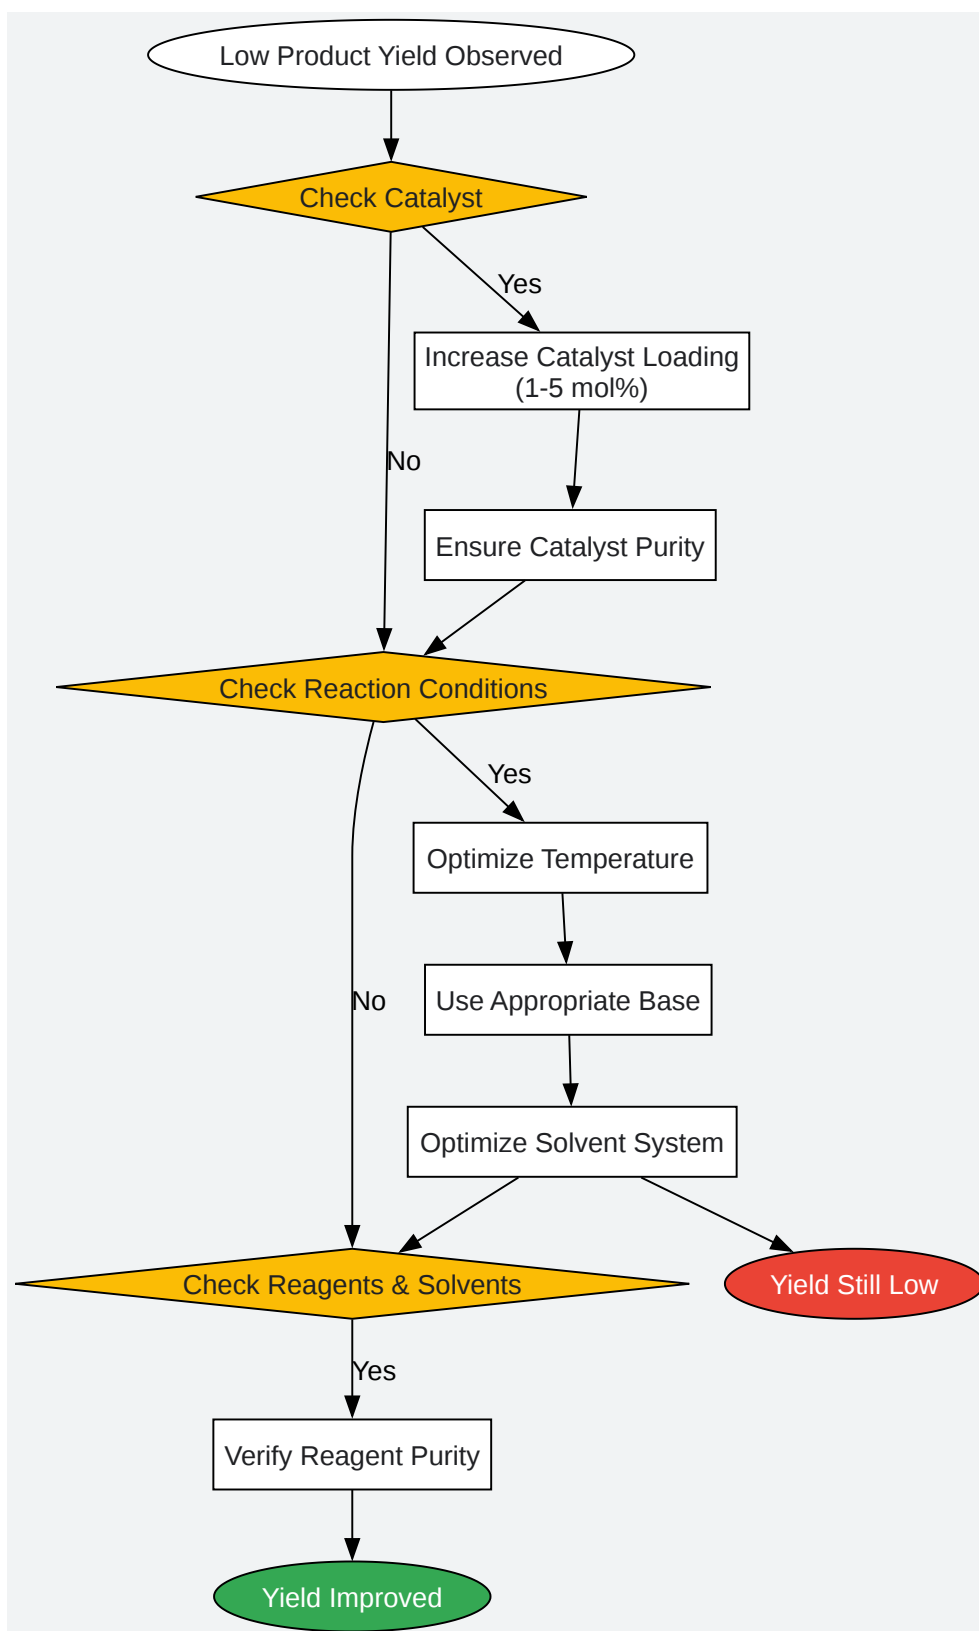 Low Product Yield Observed
Check Catalyst
Yes
Increase Catalyst Loading
(1-5 mol%)
No
Ensure Catalyst Purity
Check Reaction Conditions
Yes
Optimize Temperature
No
Use Appropriate Base
Optimize Solvent System
Check Reagents & Solvents
Yield Still Low
Yes
Verify Reagent Purity
Yield Improved